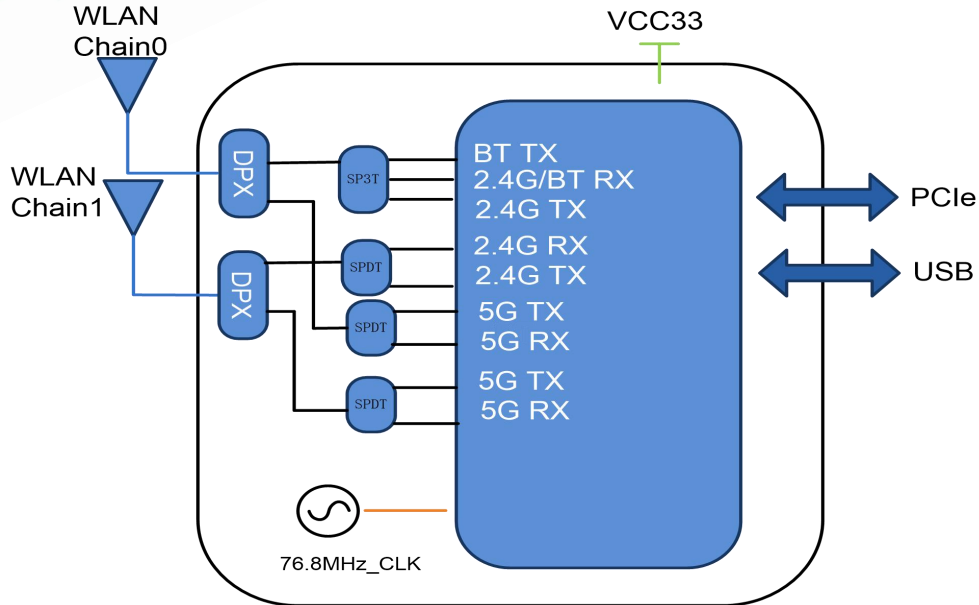 WLAN
Chain0
VCC33
WLAN
Chain1
DPX
DPX
SP3T
SPDT
SPDT
SPDT
BT TX
2.4G/BT RX
2.4G TX
2.4G RX
2.4G TX
5G TX
5G RX
5G TX
5G RX
PCIe
USB
76.8MHz_CLK